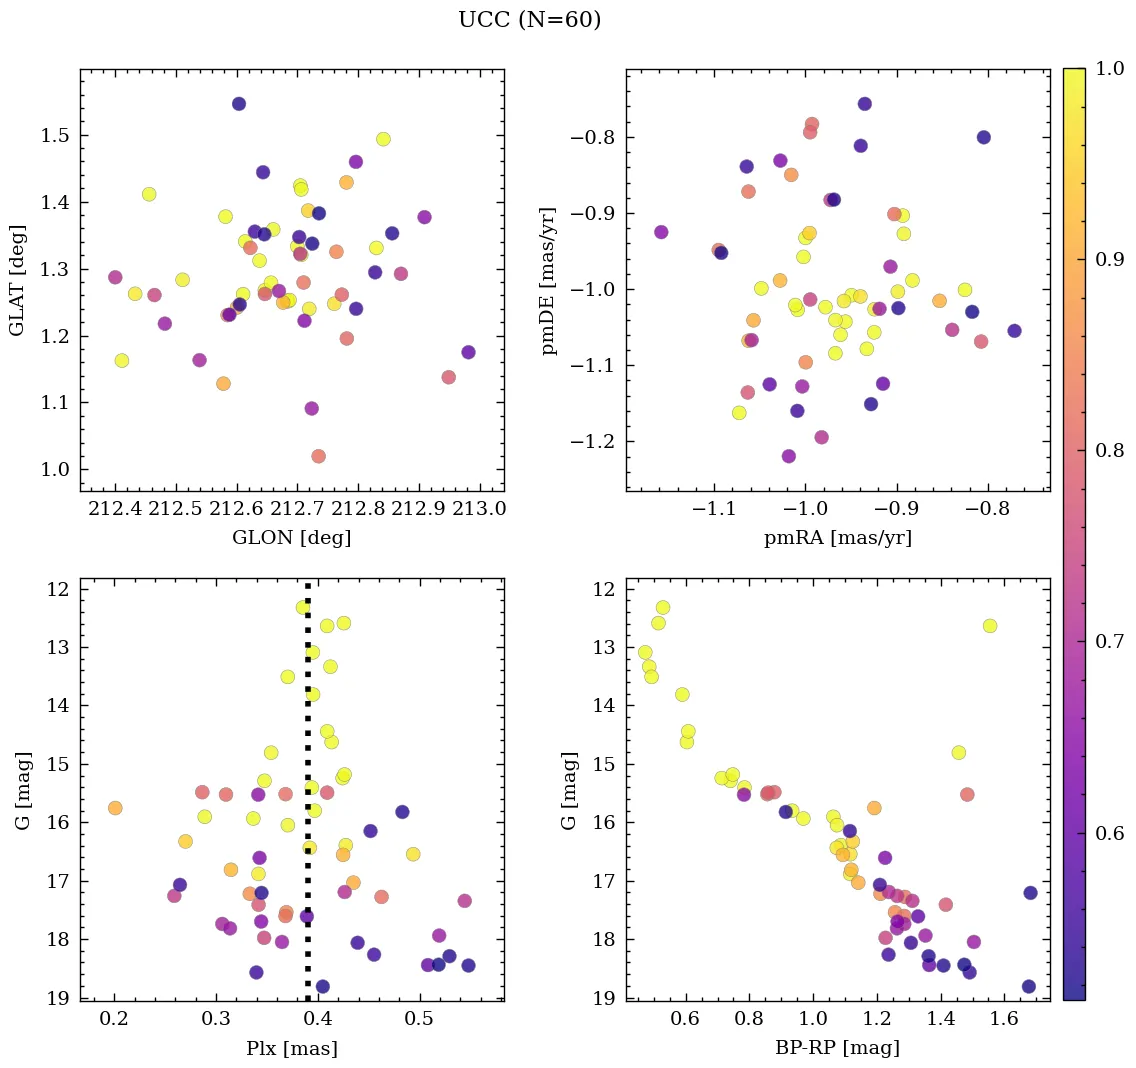 UCC (N=60)
1.5
1.4
1.3
1.2
1.1
1.0
GLAT [deg]
212.4 212.5 212.6 212.7 212.8 212.9 213.0
GLON [deg]
−0.8
−0.9
−1.0
−1.1
−1.2
pmDE [mas/yr]
−1.1 −1.0 −0.9 −0.8
pmRA [mas/yr]
1.0
0.9
0.8
0.7
0.6
12
13
14
15
16
17
18
19
G [mag]
0.2 0.3 0.4 0.5
Plx [mas]
12
13
14
15
16
17
18
19
G [mag]
0.6 0.8 1.0 1.2 1.4 1.6
BP-RP [mag]